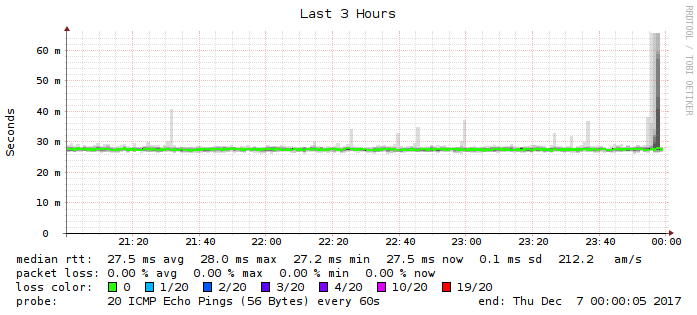 Last 3 Hours
RRDTOOL / TOBI OETIKER
Seconds
60 m
50 m
40 m
30 m
20 m
10 m
0
21:20 21:40 22:00 22:20 22:40 23:00 23:20 23:40 00:00
median rtt: 27.5 ms avg 28.0 ms max 27.2 ms min 27.5 ms now 0.1 ms sd 212.2 am/s
packet loss: 0.00 % avg 0.00 % max 0.00 % min 0.00 % now
loss color: 0 1/20 2/20 3/20 4/20 10/20 19/20
probe: 20 ICMP Echo Pings (56 Bytes) every 60s end: Thu Dec 7 00:00:05 2017